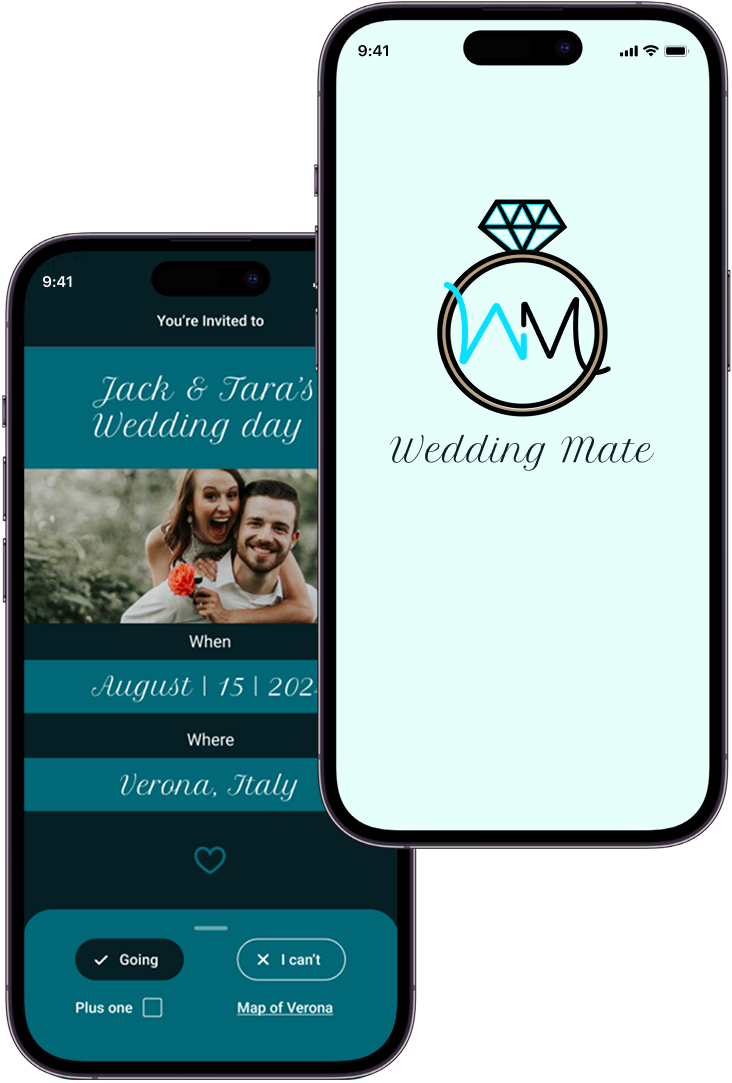 9:41
You're Invited to
Jack & Tara's
Wedding day
When
August | 15 | 202
Where
Verona, Italy
Going
I can't
Plus one
Map of Verona
9:41
WM
Wedding Mate